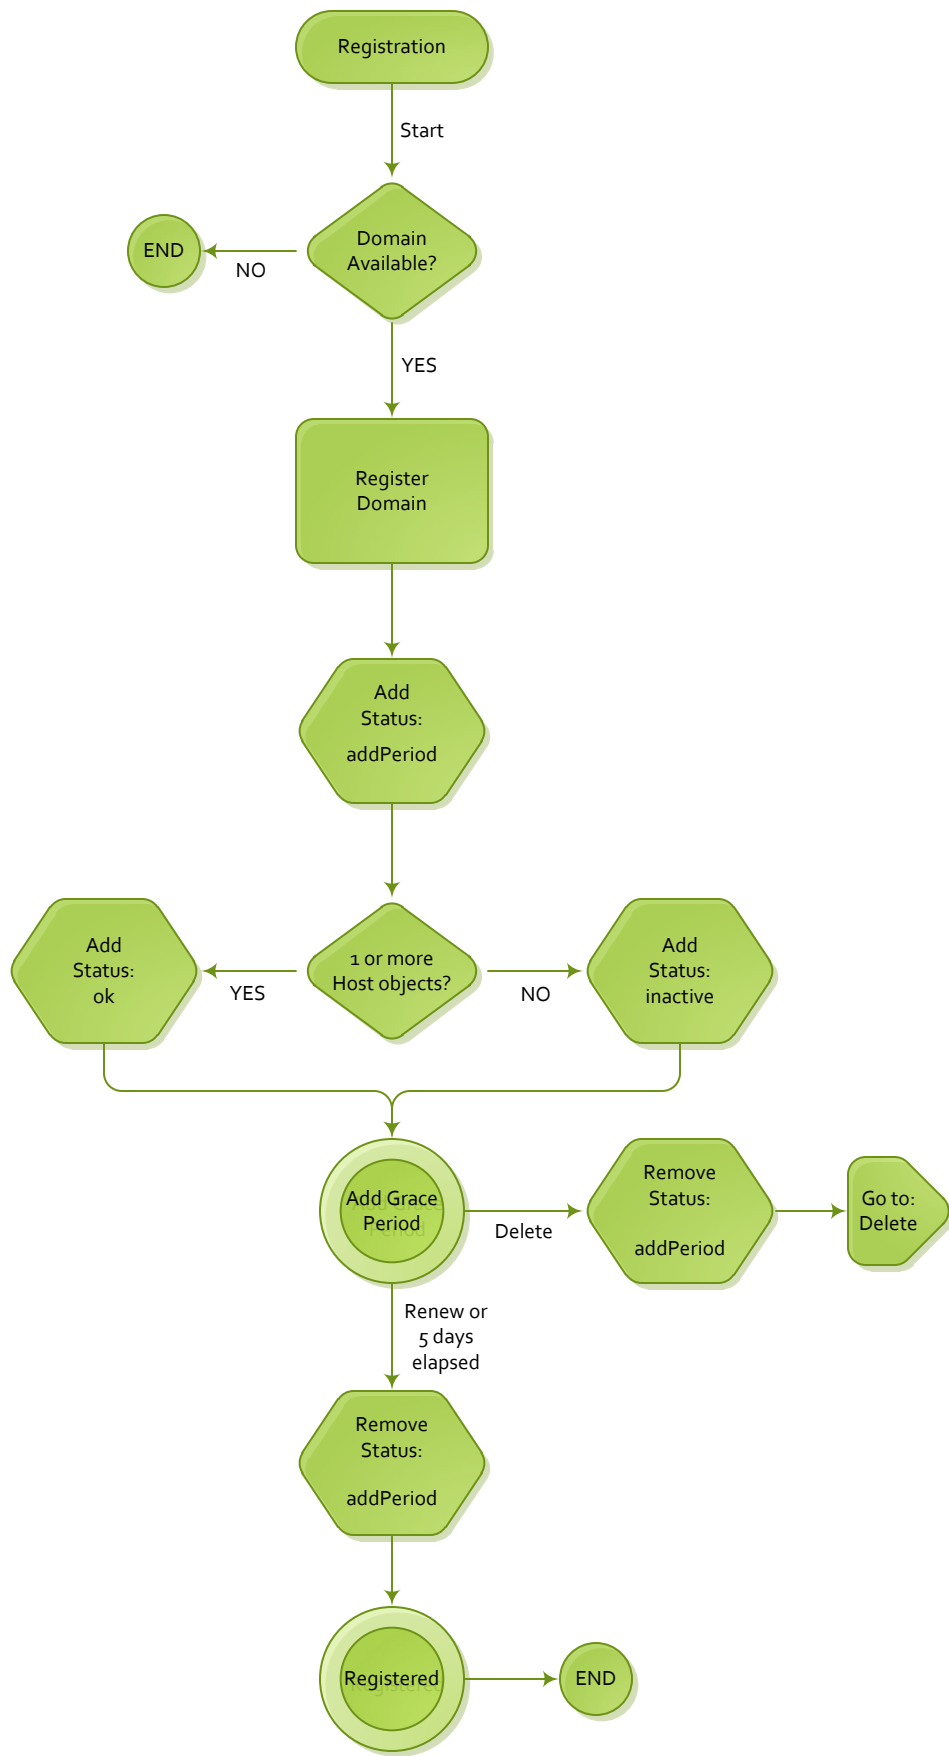 Registration
Start
Domain
Available?
END
NO
YES
Register
Domain
Add
Status:
addPeriod
Add
Status:
ok
YES
1 or more
Host objects?
NO
Add
Status:
inactive
Add Grace
Period
Delete
Remove
Status:
addPeriod
Go to:
Delete
Renew or
5 days
elapsed
Remove
Status:
addPeriod
Registered
END